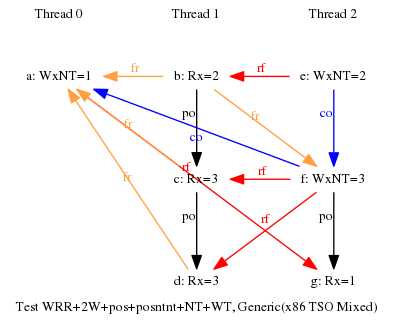 Thread 0 Thread 1 Thread 2
a: WxNT=1 fr b: Rx=2 rf e: WxNT=2
po fr co
fr co
rf
c: Rx=3 rf f: WxNT=3
fr
po rf po
d: Rx=3 g: Rx=1
Test WRR+2W+pos+posntnt+NT+WT, Generic(x86 TSO Mixed)